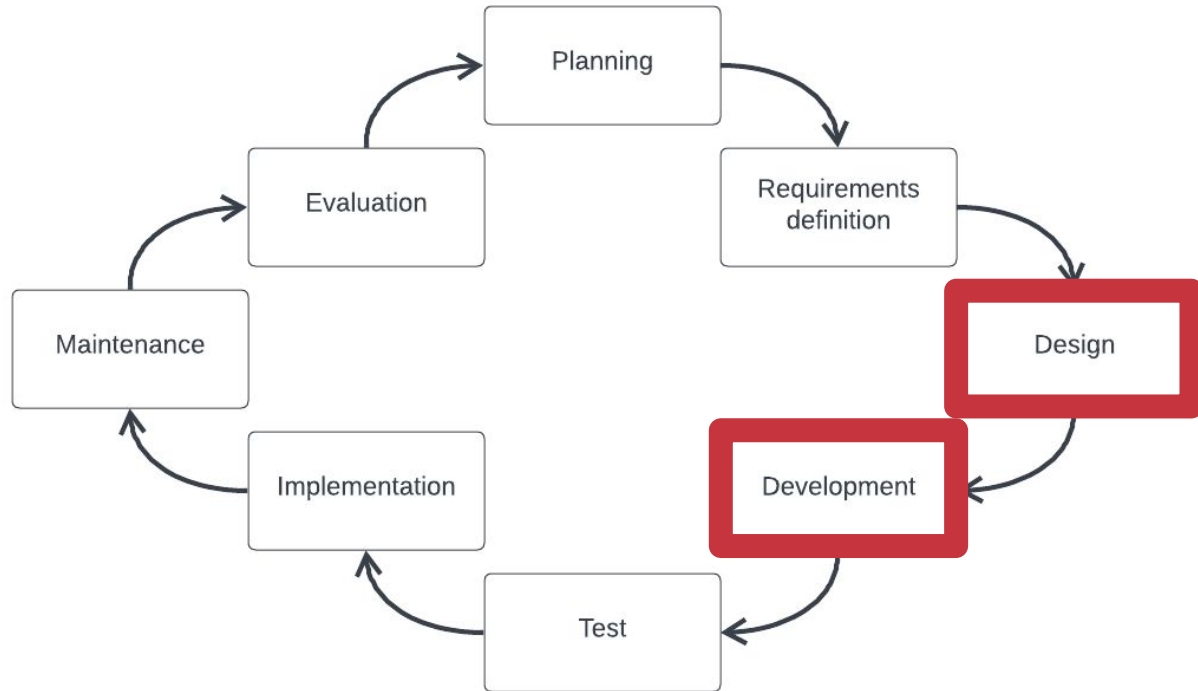 Planning
Requirements
definition
Design
Development
Test
Implementation
Maintenance
Evaluation